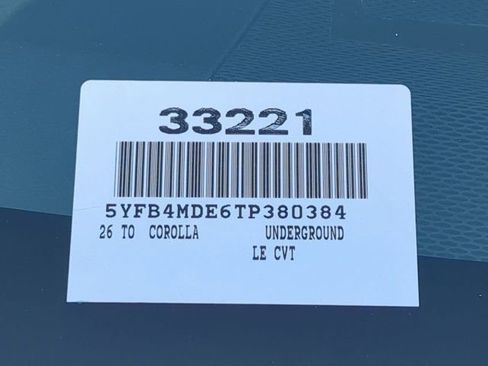 33221
5YFB4MDE6TP380384
26 TO COROLLA UNDERGROUND
LE CVT